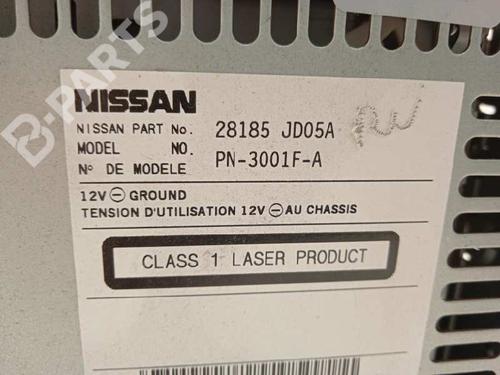 B-PARTS
NISSAN
NISSAN PART No. 28185 JD05A
MODEL NO. PN-3001F-A
N° DE MODELE
12V ⊖ GROUND
TENSION D'UTILISATION 12V ⊖ AU CHASSIS
CLASS 1 LASER PRODUCT